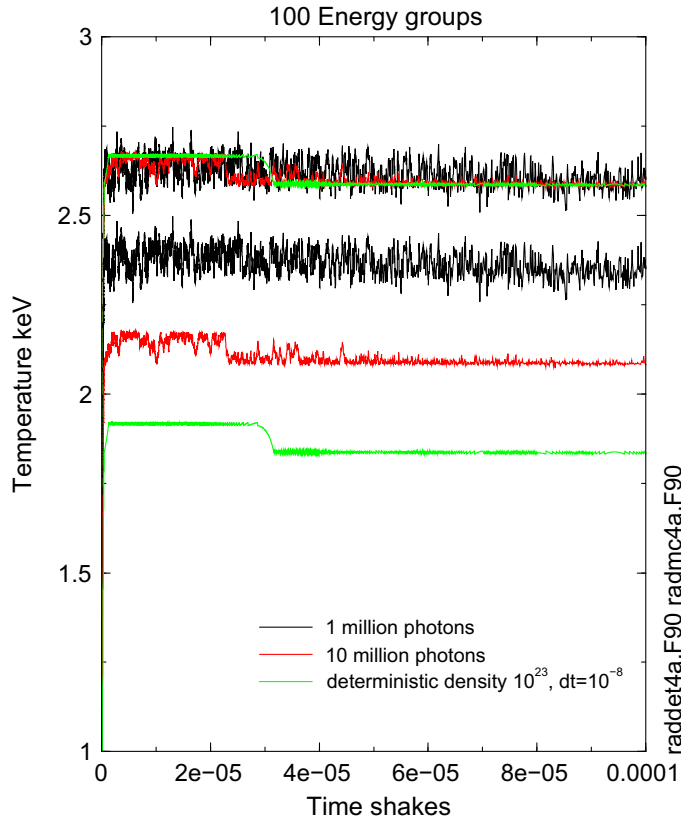 100 Energy groups
3
2.5
2
1.5
1
Temperature keV
0
2e−05
4e−05
6e−05
8e−05
0.0001
Time shakes
1 million photons
10 million photons
deterministic density 10²³, dt=10⁻⁸
raddet4a.F90 radmc4a.F90